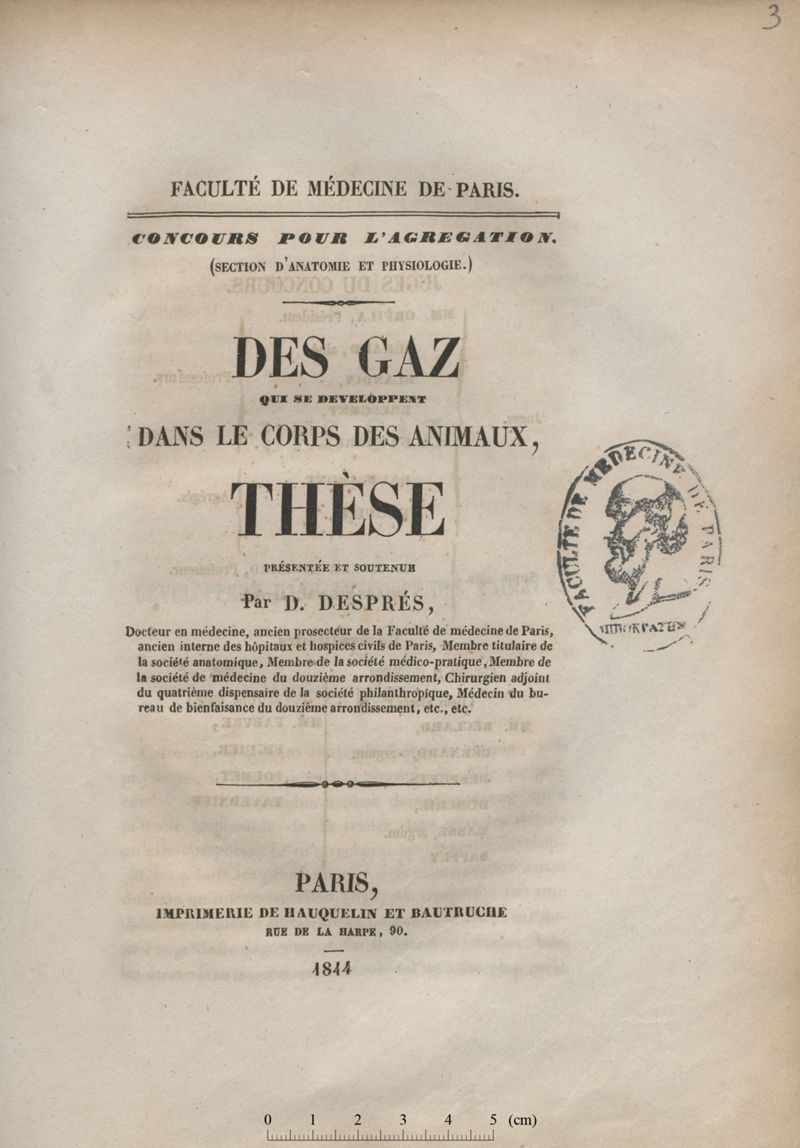 3
FACULTÉ DE MÉDECINE DE PARIS.
CONCOURS POUR L'AGREGATION.
(SECTION D'ANATOMIE ET PHYSIOLOGIE.)
DES GAZ
QUI SE DEVELOPPENT
DANS LE CORPS DES ANIMAUX,
THÈSE
PRÉSENTÉE ET SOUTENUE
Par D. DESPRÉS,
Docteur en médecine, ancien prosecteur de la Faculté de médecine de Paris,
ancien interne des hôpitaux et hospices civils de Paris, Membre titulaire de
la société anatomique, Membre de la société médico-pratique, Membre de
la société de médecine du douzième arrondissement, Chirurgien adjoint
du quatrième dispensaire de la société philanthropique, Médecin du bu-
reau de bienfaisance du douzième arrondissement, etc., etc.
FACULTE DE MEDECINE DE PARIS
PARIS,
IMPRIMERIE DE HAUQUELIN ET BAUTRUCHE
RUE DE LA HARPE, 90.
1844
0 1 2 3 4 5 (cm)